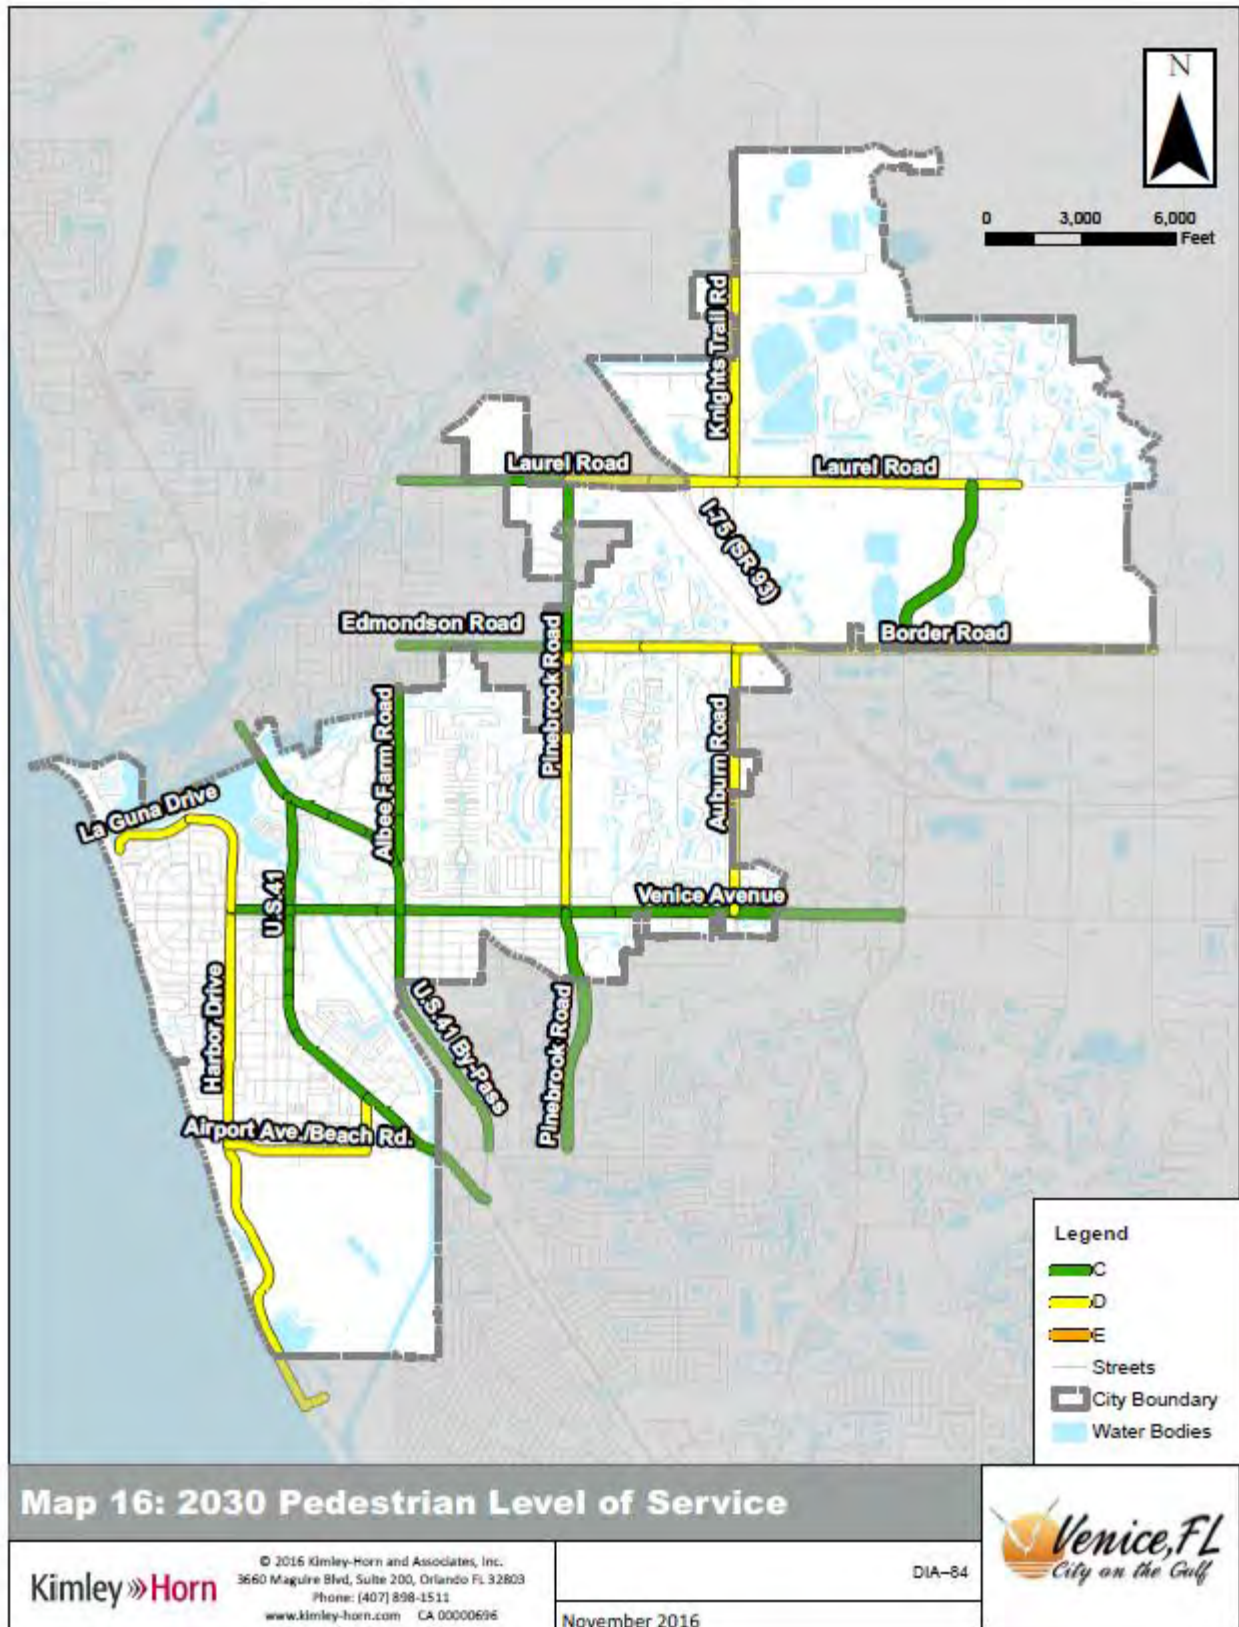 N
0 3,000 6,000
Feet
Knights Trail Rd
Laurel Road
Laurel Road
I-75 (SR 93)
Edmondson Road
Border Road
Pinebrook Road
Albee Farm Road
Auburn Road
La Guna Drive
Venice Avenue
U.S.41
Harbor Drive
U.S.41 By-Pass
Pinebrook Road
Airport Ave./Beach Rd.
Legend
C
D
E
Streets
City Boundary
Water Bodies
Map 16: 2030 Pedestrian Level of Service
Kimley»Horn
© 2016 Kimley-Horn and Associates, Inc.
3660 Maguire Blvd, Suite 200, Orlando FL 32803
Phone: (407) 898-1511
www.kimley-horn.com CA 00000696
DIA–84
November 2016
Venice, FL
City on the Gulf